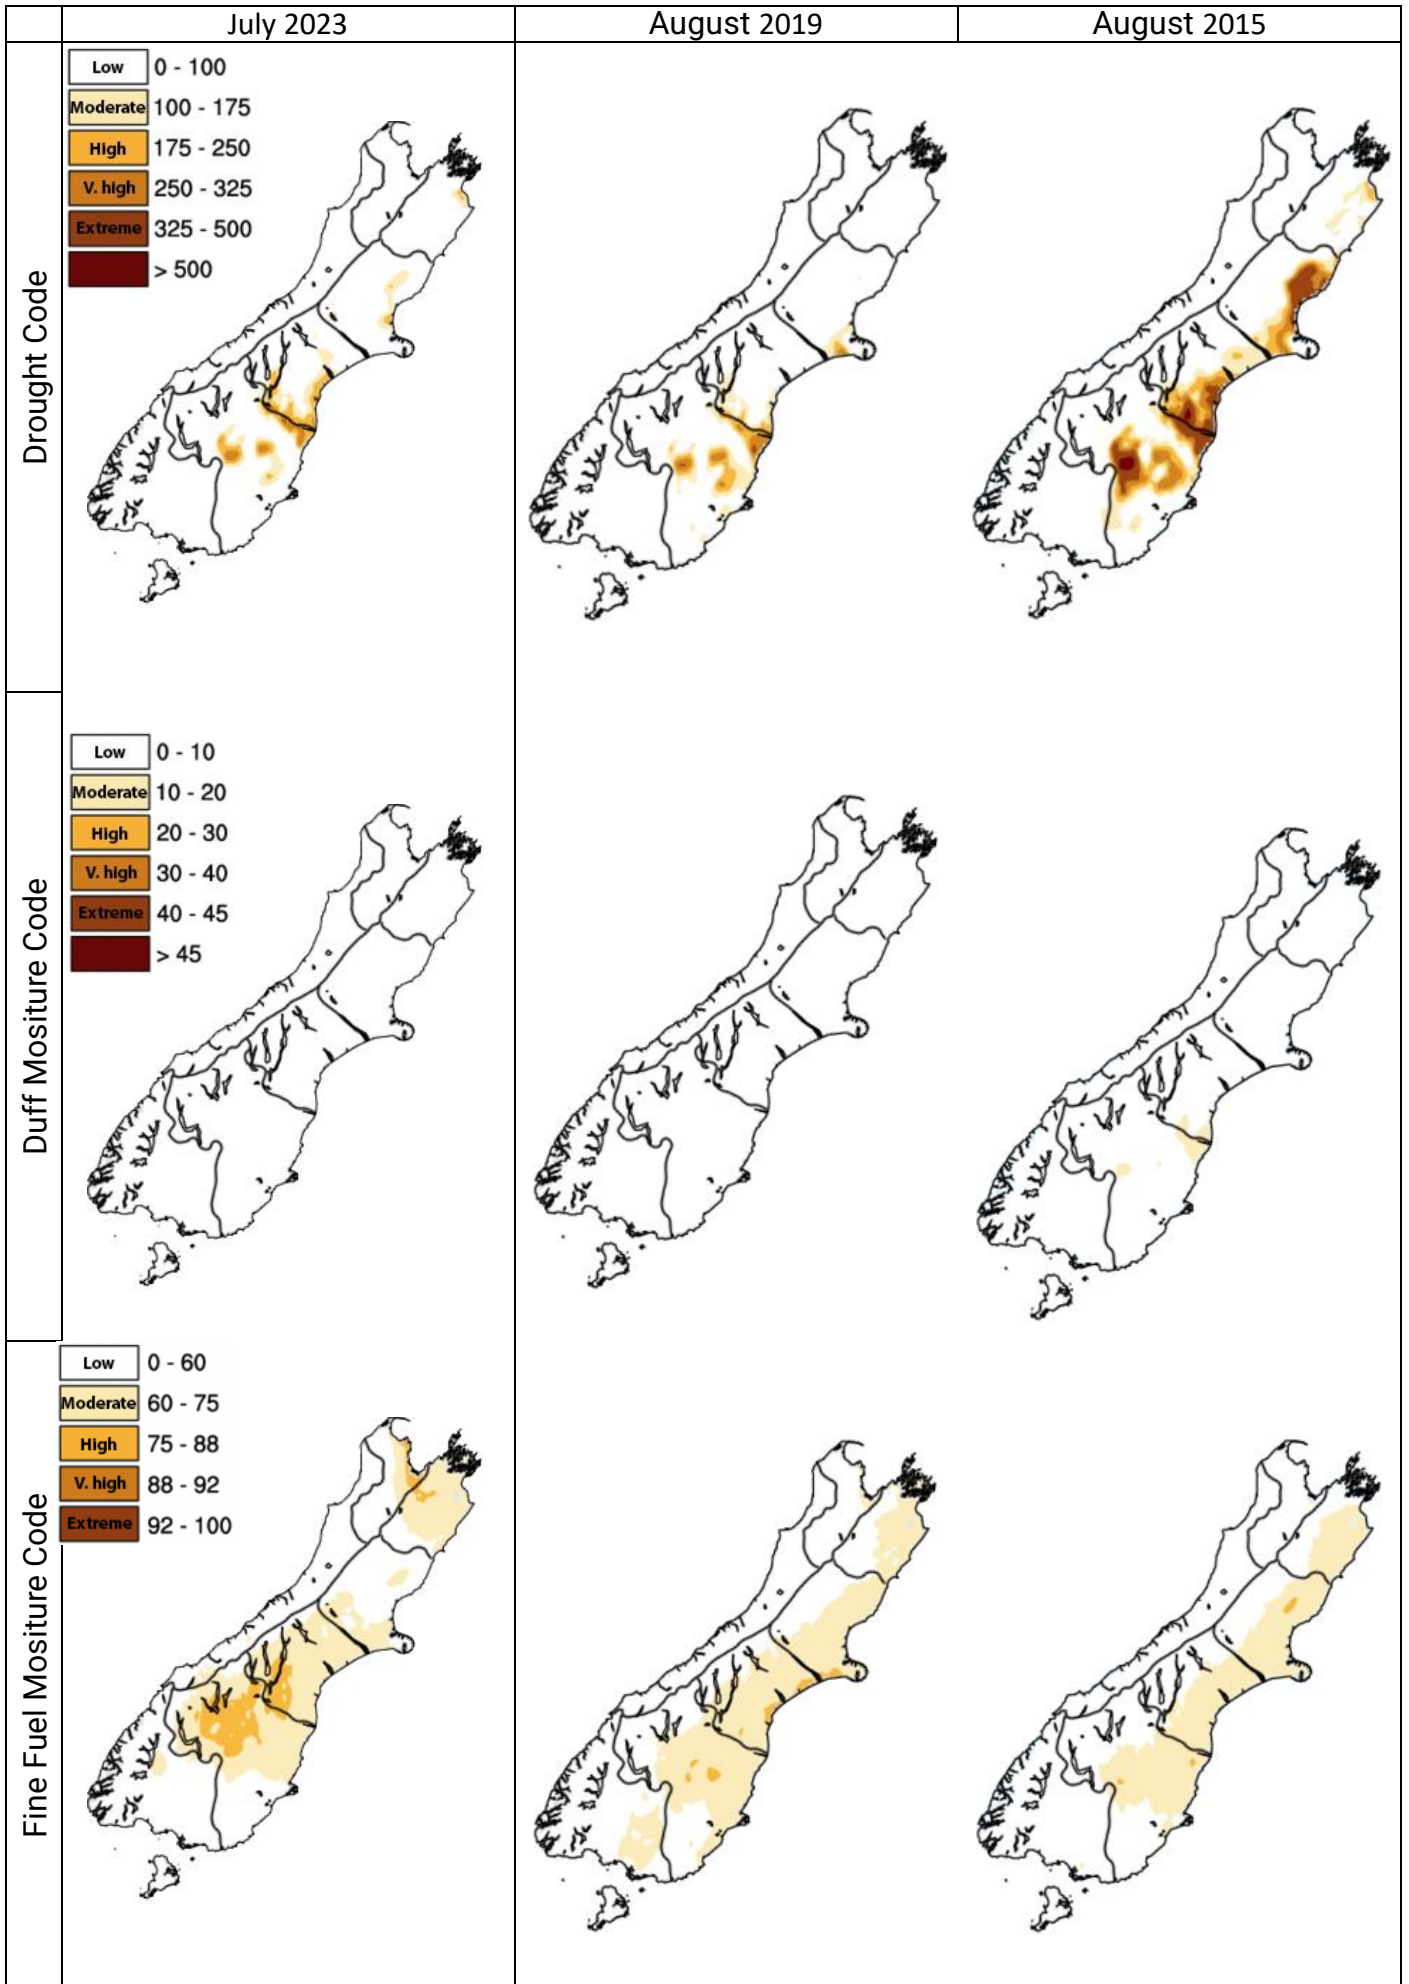 July 2023
August 2019
August 2015
Drought Code
Low 0 - 100
Moderate 100 - 175
High 175 - 250
V. high 250 - 325
Extreme 325 - 500
> 500
Duff Mositure Code
Low 0 - 10
Moderate 10 - 20
High 20 - 30
V. high 30 - 40
Extreme 40 - 45
> 45
Fine Fuel Mositure Code
Low 0 - 60
Moderate 60 - 75
High 75 - 88
V. high 88 - 92
Extreme 92 - 100